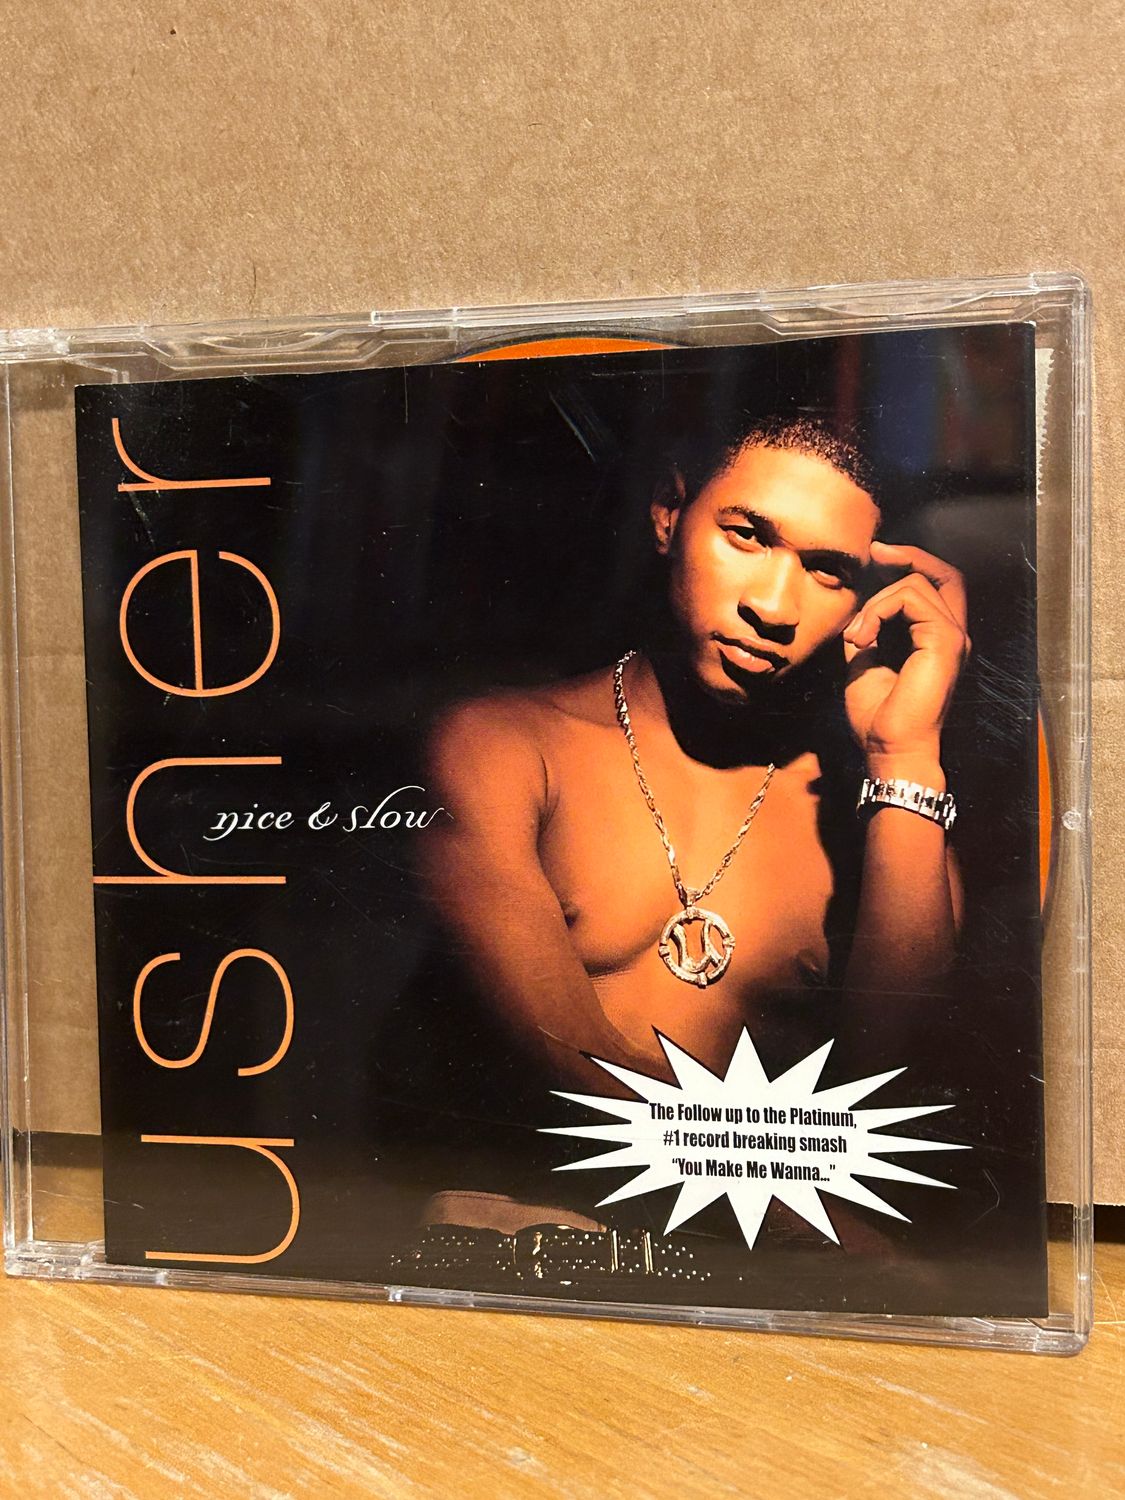 usher
nice & slow
u
The Follow up to the Platinum,
#1 record breaking smash
"You Make Me Wanna..."